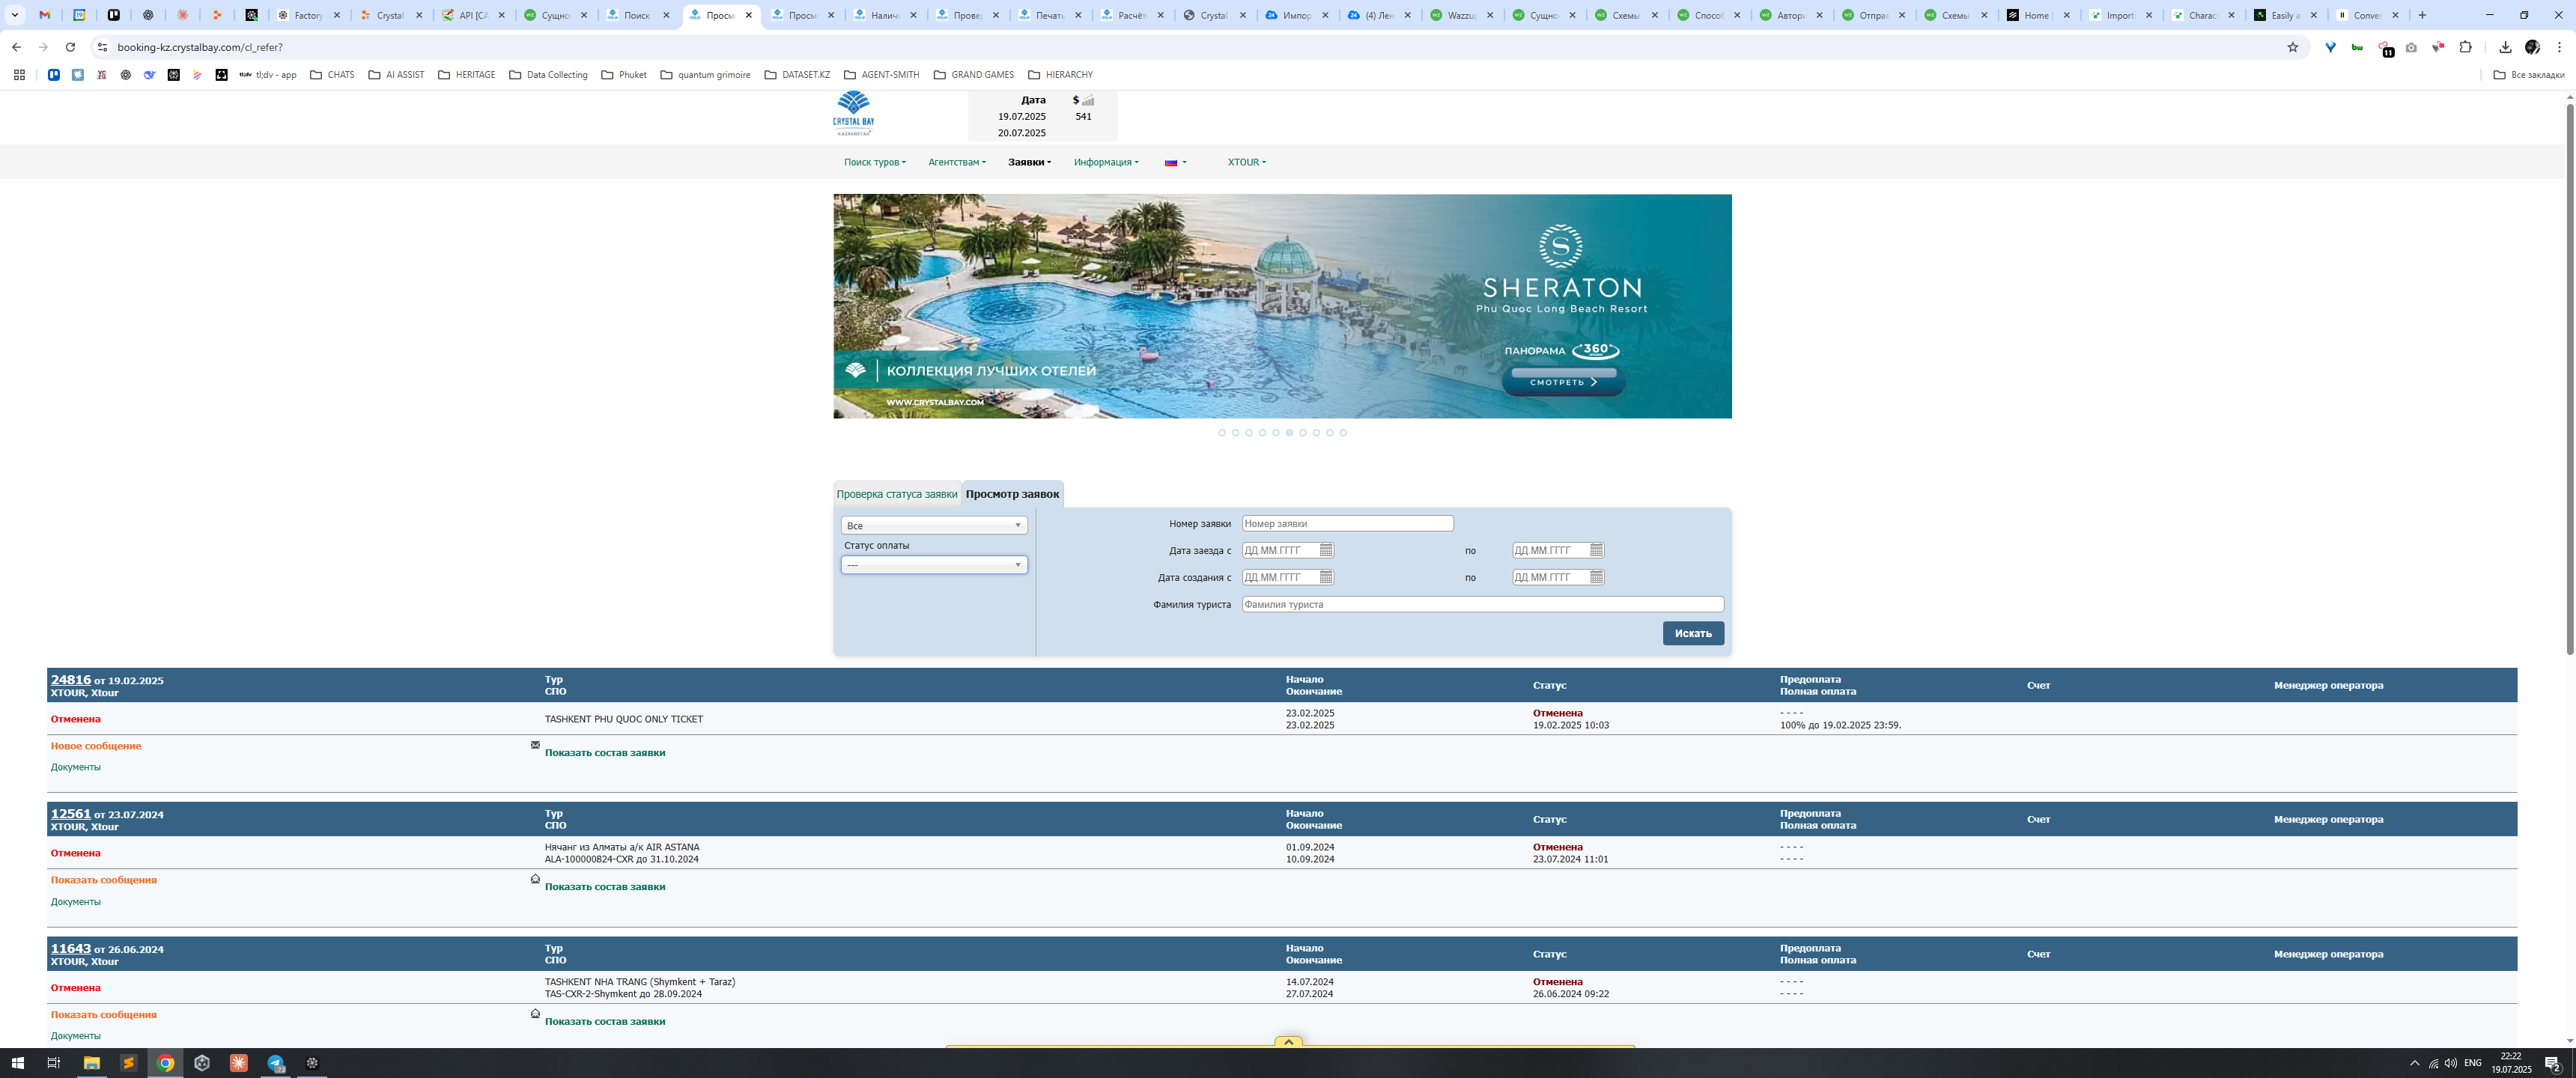 Factory
Crystal
API [CA
Сущно
Поиск
Просм
Просм
Налич
Прове
Печать
Расчёт
Crystal
Импор
(4) Лен
Wazzup
Сущно
Схемы
Способ
Автори
Отпра
Схемы
Home |
Importi
Charact
Easily a
Conver
booking-kz.crystalbay.com/cl_refer?
11
tl;dv - app
CHATS
AI ASSIST
HERITAGE
Data Collecting
Phuket
quantum grimoire
DATASET.KZ
AGENT-SMITH
GRAND GAMES
HIERARCHY
Все закладки
CRYSTAL BAY
KAZAKHSTAN
Дата $
19.07.2025 541
20.07.2025
Поиск туров
Агентствам
Заявки
Информация
XTOUR
S
SHERATON
Phu Quoc Long Beach Resort
ПАНОРАМА 360°
СМОТРЕТЬ
КОЛЛЕКЦИЯ ЛУЧШИХ ОТЕЛЕЙ
WWW.CRYSTALBAY.COM
Проверка статуса заявки
Просмотр заявок
Все
Статус оплаты
---
Номер заявки Номер заявки
Дата заезда с ДД.ММ.ГГГГ по ДД.ММ.ГГГГ
Дата создания с ДД.ММ.ГГГГ по ДД.ММ.ГГГГ
Фамилия туриста Фамилия туриста
Искать
24816 от 19.02.2025
XTOUR, Xtour
Тур
СПО
Начало
Окончание
Статус
Предоплата
Полная оплата
Счет
Менеджер оператора
Отменена
TASHKENT PHU QUOC ONLY TICKET
23.02.2025
23.02.2025
Отменена
19.02.2025 10:03
- - - -
100% до 19.02.2025 23:59.
Новое сообщение
Показать состав заявки
Документы
12561 от 23.07.2024
XTOUR, Xtour
Тур
СПО
Начало
Окончание
Статус
Предоплата
Полная оплата
Счет
Менеджер оператора
Отменена
Нячанг из Алматы а/к AIR ASTANA
ALA-100000824-CXR до 31.10.2024
01.09.2024
10.09.2024
Отменена
23.07.2024 11:01
- - - -
- - - -
Показать сообщения
Показать состав заявки
Документы
11643 от 26.06.2024
XTOUR, Xtour
Тур
СПО
Начало
Окончание
Статус
Предоплата
Полная оплата
Счет
Менеджер оператора
Отменена
TASHKENT NHA TRANG (Shymkent + Taraz)
TAS-CXR-2-Shymkent до 28.09.2024
14.07.2024
27.07.2024
Отменена
26.06.2024 09:22
- - - -
- - - -
Показать сообщения
Показать состав заявки
Документы
ENG
22:22
19.07.2025
2